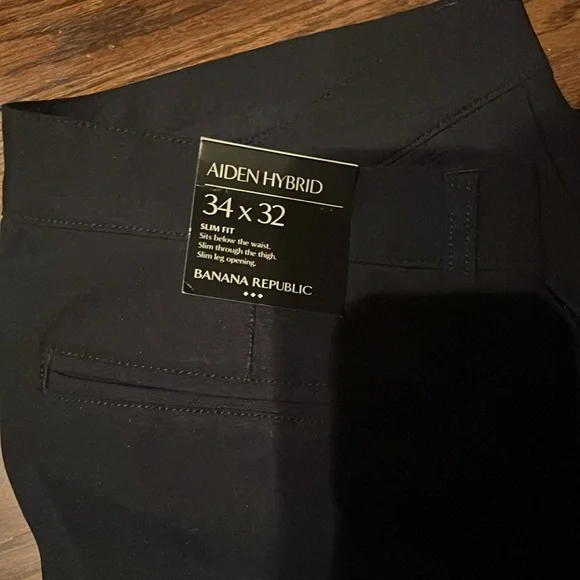 AIDEN HYBRID
34 x 32
SLIM FIT
Sits below the waist.
Slim through the thigh.
Slim leg opening.
BANANA REPUBLIC